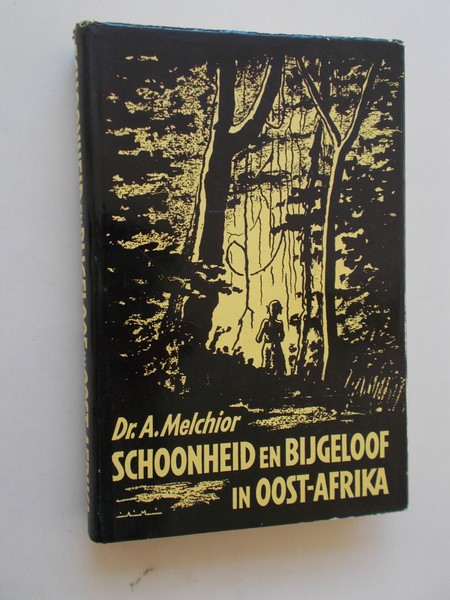 Dr. A. Melchior
SCHOONHEID EN BIJGELOOF
IN OOST-AFRIKA